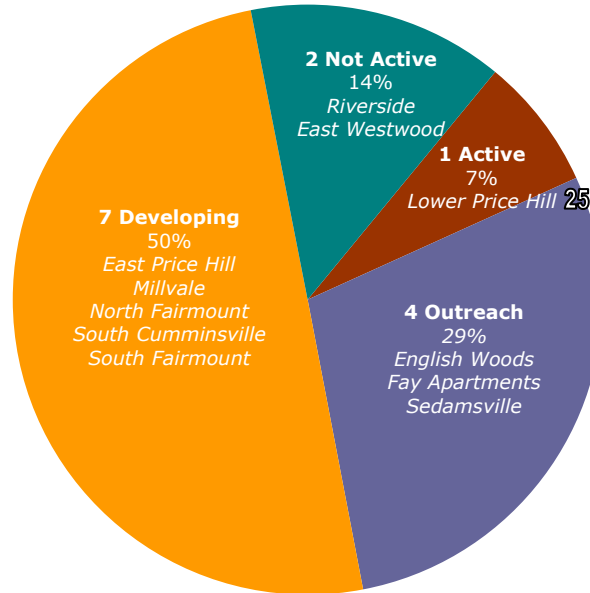 2 Not Active
14%
Riverside
East Westwood
1 Active
7%
Lower Price Hill
25
7 Developing
50%
East Price Hill
Millvale
North Fairmount
South Cumminsville
South Fairmount
4 Outreach
29%
English Woods
Fay Apartments
Sedamsville